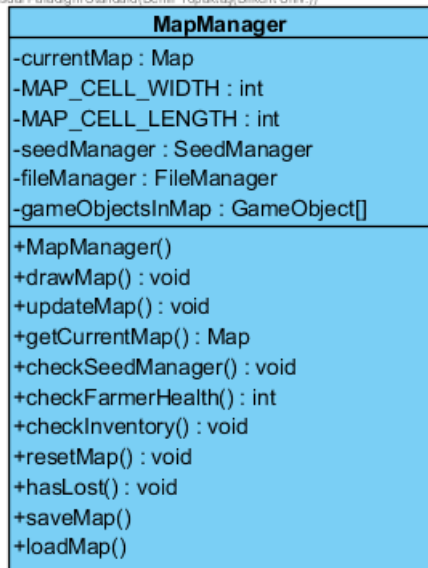 MapManager
-currentMap : Map
-MAP_CELL_WIDTH : int
-MAP_CELL_LENGTH : int
-seedManager : SeedManager
-fileManager : FileManager
-gameObjectsInMap : GameObject[]
+MapManager()
+drawMap() : void
+updateMap() : void
+getCurrentMap() : Map
+checkSeedManager() : void
+checkFarmerHealth() : int
+checkInventory() : void
+resetMap() : void
+hasLost() : void
+saveMap()
+loadMap()